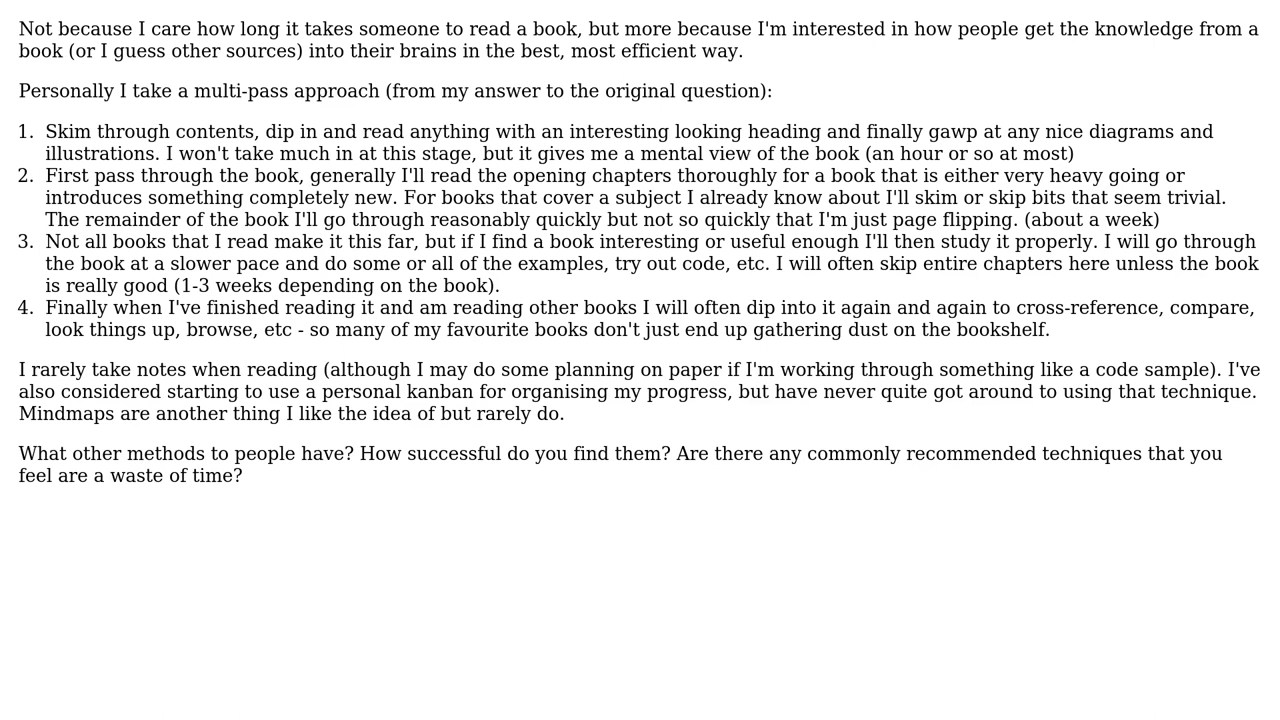 Not because I care how long it takes someone to read a book, but more because I'm interested in how people get the knowledge from a
book (or I guess other sources) into their brains in the best, most efficient way.
Personally I take a multi-pass approach (from my answer to the original question):
1. Skim through contents, dip in and read anything with an interesting looking heading and finally gawp at any nice diagrams and
illustrations. I won't take much in at this stage, but it gives me a mental view of the book (an hour or so at most)
2. First pass through the book, generally I'll read the opening chapters thoroughly for a book that is either very heavy going or
introduces something completely new. For books that cover a subject I already know about I'll skim or skip bits that seem trivial.
The remainder of the book I'll go through reasonably quickly but not so quickly that I'm just page flipping. (about a week)
3. Not all books that I read make it this far, but if I find a book interesting or useful enough I'll then study it properly. I will go through
the book at a slower pace and do some or all of the examples, try out code, etc. I will often skip entire chapters here unless the book
is really good (1-3 weeks depending on the book).
4. Finally when I've finished reading it and am reading other books I will often dip into it again and again to cross-reference, compare,
look things up, browse, etc - so many of my favourite books don't just end up gathering dust on the bookshelf.
I rarely take notes when reading (although I may do some planning on paper if I'm working through something like a code sample). I've
also considered starting to use a personal kanban for organising my progress, but have never quite got around to using that technique.
Mindmaps are another thing I like the idea of but rarely do.
What other methods to people have? How successful do you find them? Are there any commonly recommended techniques that you
feel are a waste of time?